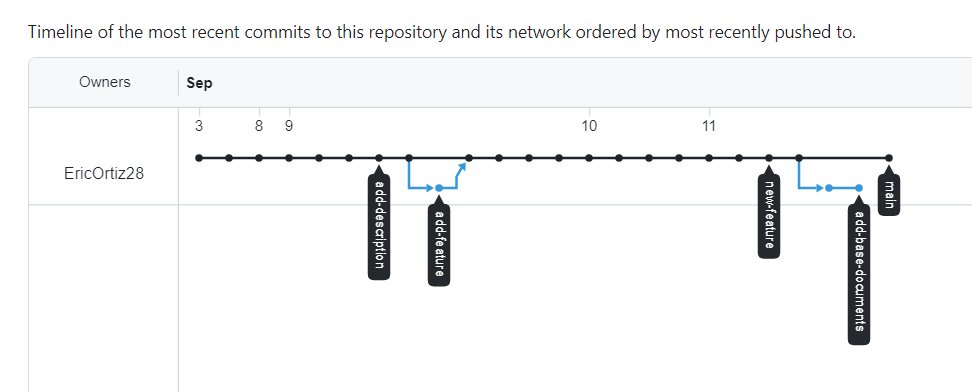 Timeline of the most recent commits to this repository and its network ordered by most recently pushed to.
Owners
Sep
3
8
9
10
11
EricOrtiz28
add-description
add-feature
new-feature
add-base-documents
main